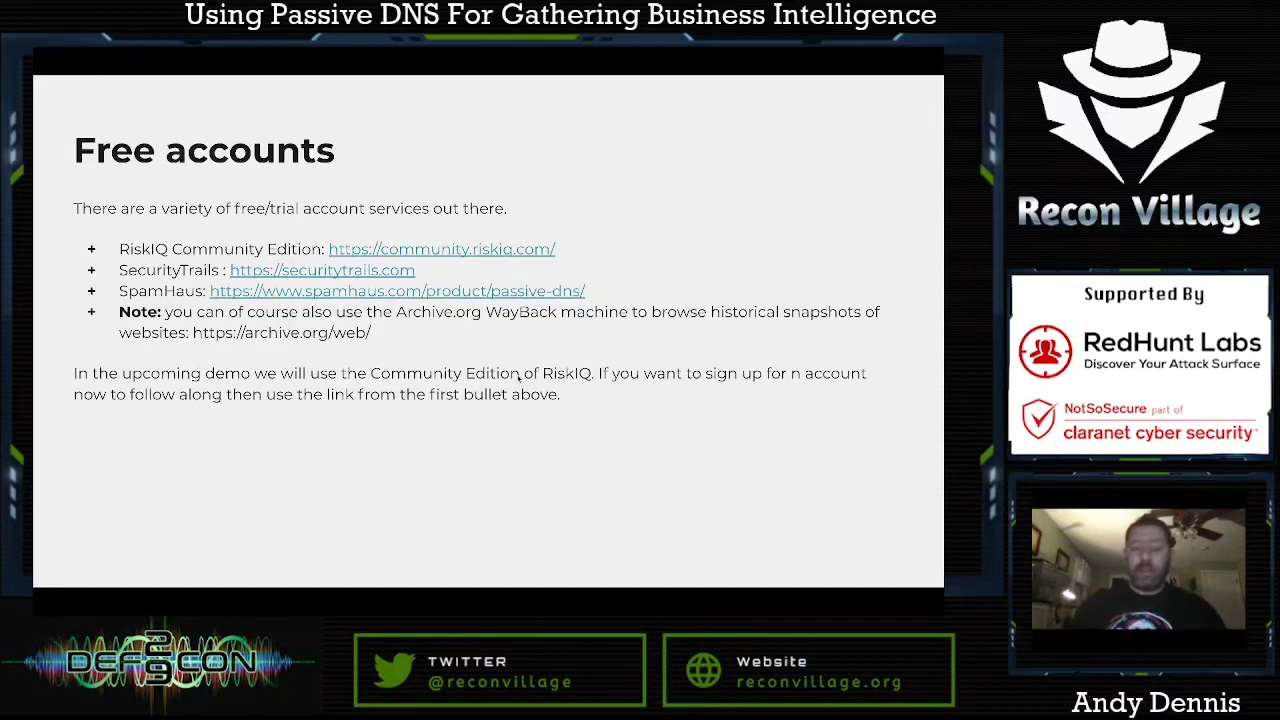 Using Passive DNS For Gathering Business Intelligence
Free accounts
There are a variety of free/trial account services out there.
+ RiskIQ Community Edition: https://community.riskiq.com/
+ SecurityTrails : https://securitytrails.com
+ SpamHaus: https://www.spamhaus.com/product/passive-dns/
+ Note: you can of course also use the Archive.org WayBack machine to browse historical snapshots of
websites: https://archive.org/web/
In the upcoming demo we will use the Community Edition of RiskIQ. If you want to sign up for n account
now to follow along then use the link from the first bullet above.
Recon Village
Supported By
RedHunt Labs
Discover Your Attack Surface
NotSoSecure part of
claranet cyber security
DEF CON
29
TWITTER
@reconvillage
Website
reconvillage.org
Andy Dennis